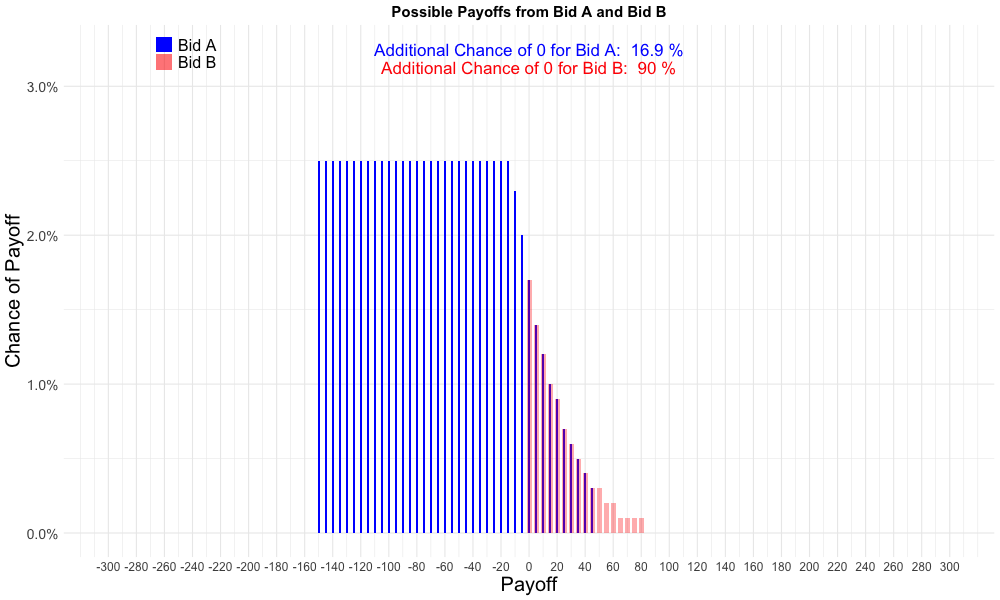 Possible Payoffs from Bid A and Bid B
Bid A
Bid B
Additional Chance of 0 for Bid A:  16.9 %
Additional Chance of 0 for Bid B:  90 %
Chance of Payoff
3.0%
2.0%
1.0%
0.0%
-300 -280 -260 -240 -220 -200 -180 -160 -140 -120 -100 -80 -60 -40 -20 0 20 40 60 80 100 120 140 160 180 200 220 240 260 280 300
Payoff